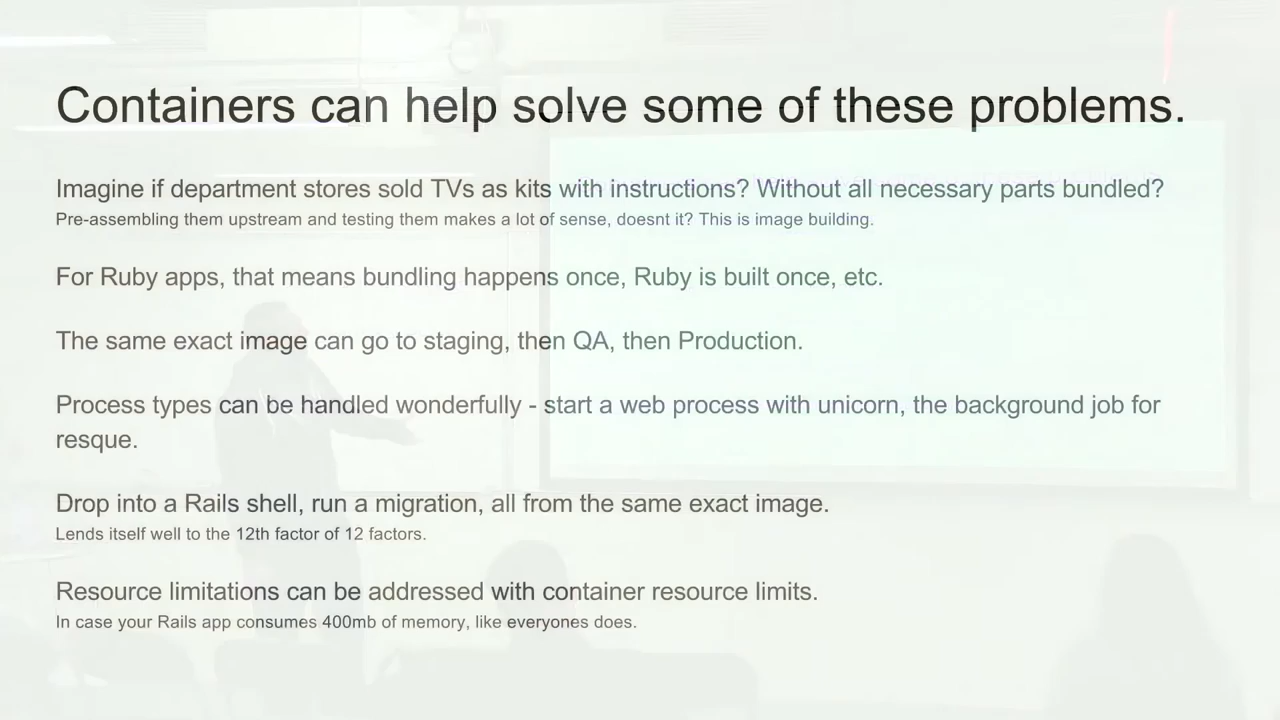 Containers can help solve some of these problems.
Imagine if department stores sold TVs as kits with instructions? Without all necessary parts bundled?
Pre-assembling them upstream and testing them makes a lot of sense, doesnt it? This is image building.
For Ruby apps, that means bundling happens once, Ruby is built once, etc.
The same exact image can go to staging, then QA, then Production.
Process types can be handled wonderfully - start a web process with unicorn, the background job for
resque.
Drop into a Rails shell, run a migration, all from the same exact image.
Lends itself well to the 12th factor of 12 factors.
Resource limitations can be addressed with container resource limits.
In case your Rails app consumes 400mb of memory, like everyones does.